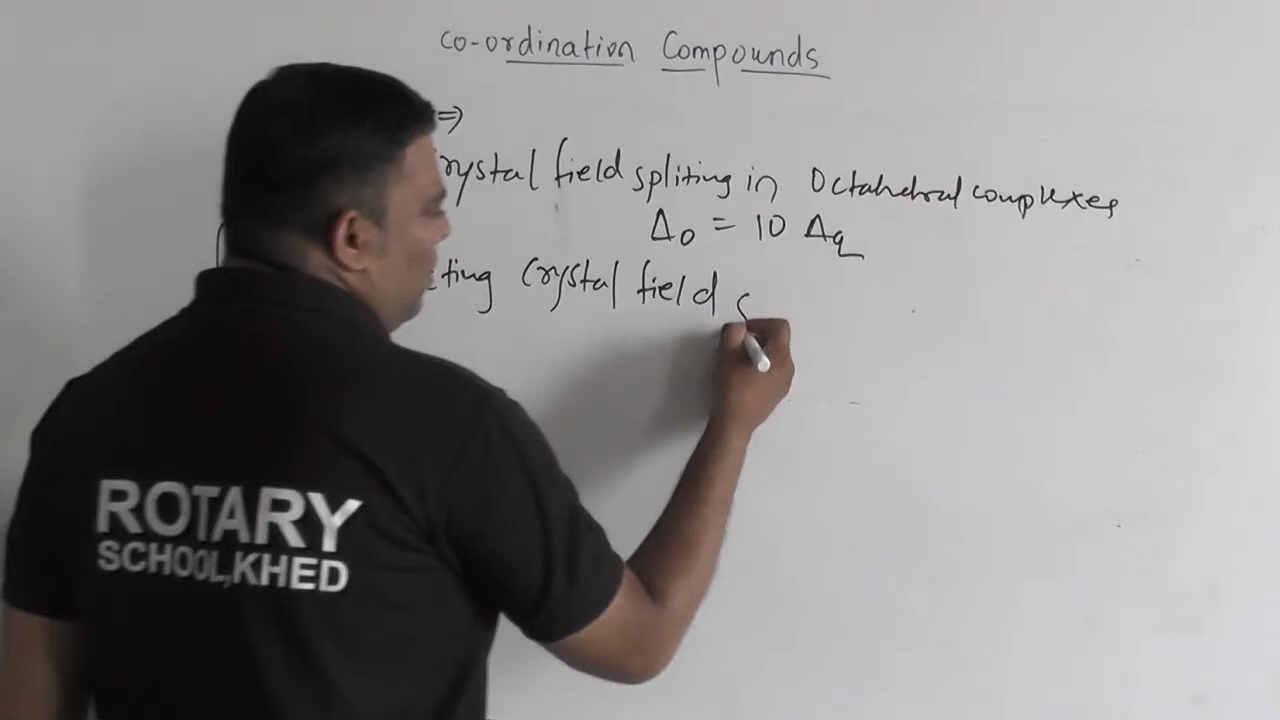 co-ordination Compounds
⇒
rystal field spliting in Octahedral complexes
Δo = 10 Δq
ting Crystal field
ROTARY
SCHOOL,KHED